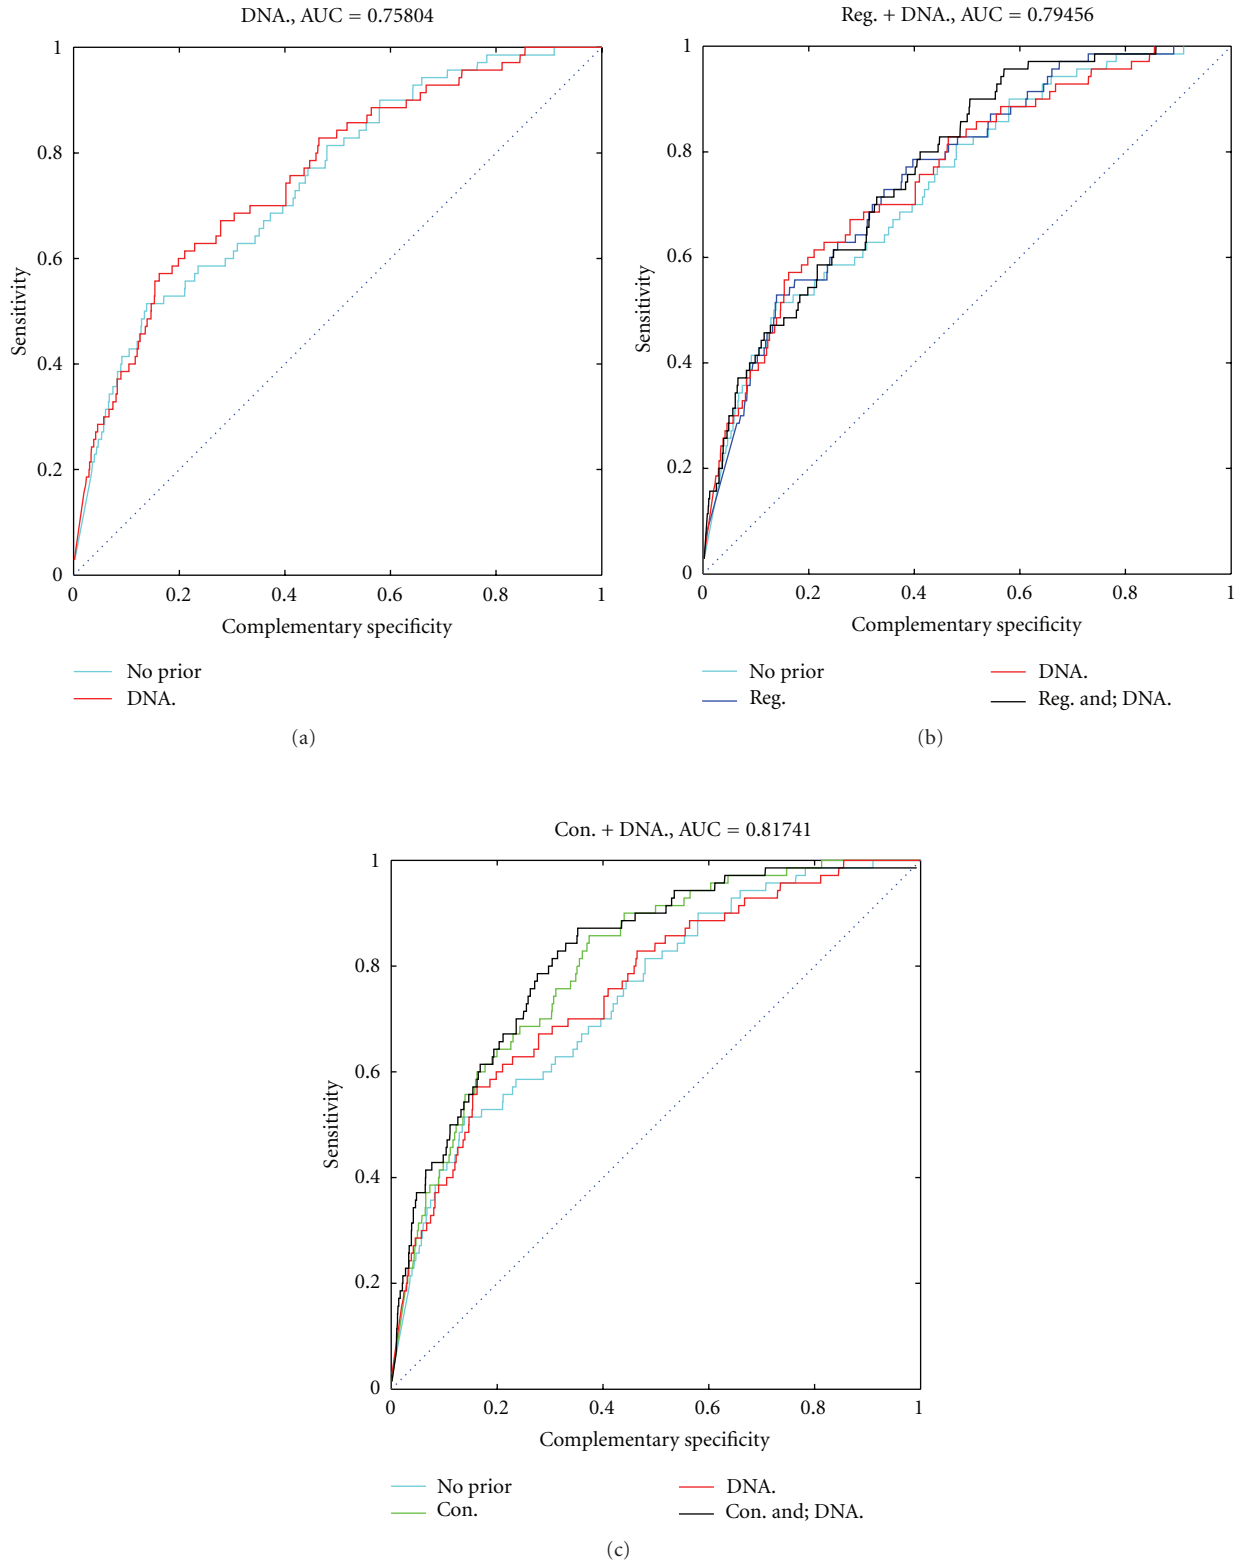 DNA., AUC = 0.75804
1
0.8
0.6
0.4
0.2
0
Sensitivity
0 0.2 0.4 0.6 0.8 1
Complementary specificity
No prior
DNA.
(a)
Reg. + DNA., AUC = 0.79456
1
0.8
0.6
0.4
0.2
0
Sensitivity
0 0.2 0.4 0.6 0.8 1
Complementary specificity
No prior
Reg.
DNA.
Reg. and; DNA.
(b)
Con. + DNA., AUC = 0.81741
1
0.8
0.6
0.4
0.2
0
Sensitivity
0 0.2 0.4 0.6 0.8 1
Complementary specificity
No prior
Con.
DNA.
Con. and; DNA.
(c)